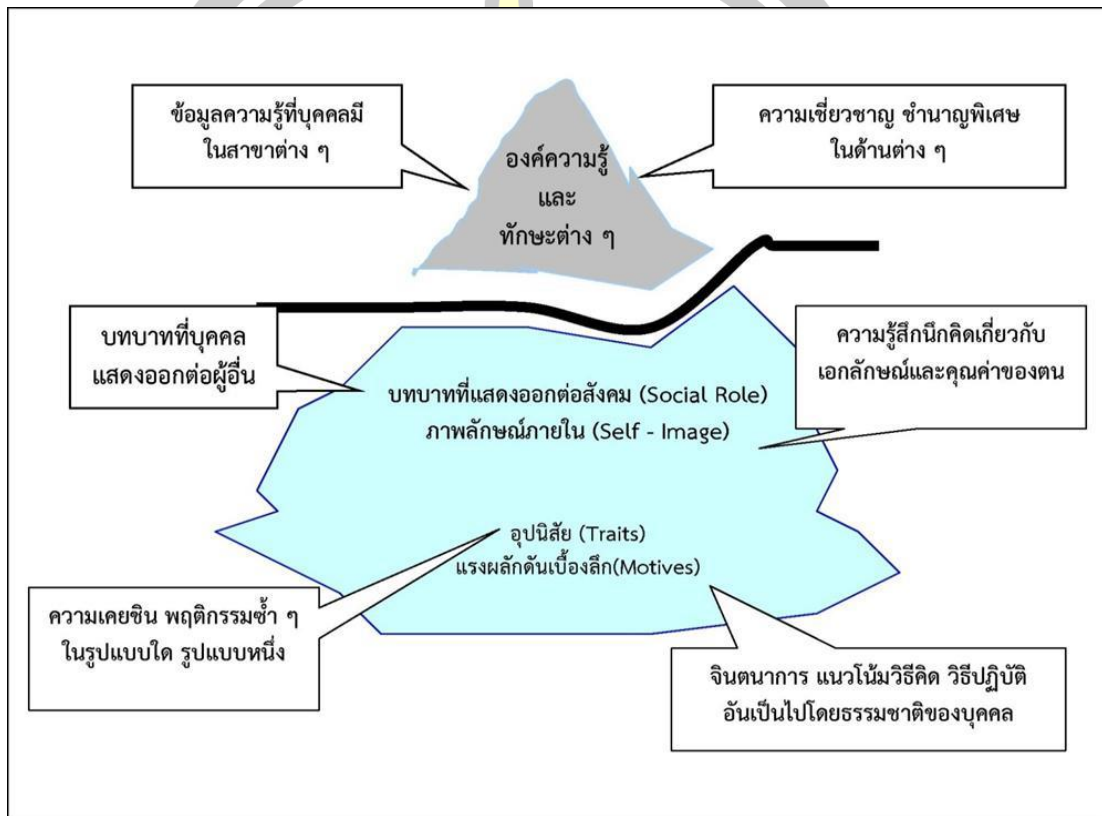 ข้อมูลความรู้ที่บุคคลมี
ในสาขาต่าง ๆ
ความเชี่ยวชาญ ชำนาญพิเศษ
ในด้านต่าง ๆ
องค์ความรู้
และ
ทักษะต่าง ๆ
บทบาทที่บุคคล
แสดงออกต่อผู้อื่น
ความรู้สึกนึกคิดเกี่ยวกับ
เอกลักษณ์และคุณค่าของตน
บทบาทที่แสดงออกต่อสังคม (Social Role)
ภาพลักษณ์ภายใน (Self - Image)
อุปนิสัย (Traits)
แรงผลักดันเบื้องลึก(Motives)
ความเคยชิน พฤติกรรมซ้ำ ๆ
ในรูปแบบใด รูปแบบหนึ่ง
จินตนาการ แนวโน้มวิธีคิด วิธีปฏิบัติ
อันเป็นไปโดยธรรมชาติของบุคคล